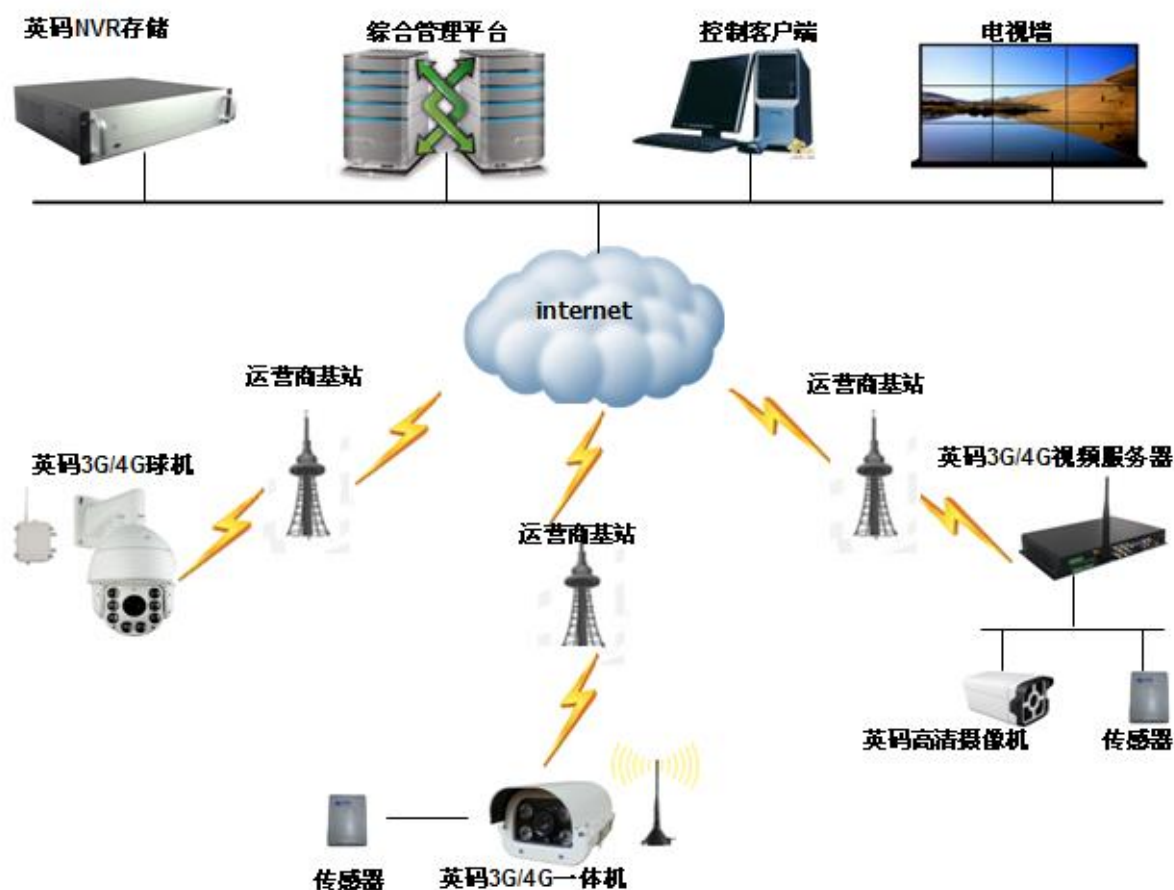 英码NVR存储
综合管理平台
控制客户端
电视墙
internet
运营商基站
运营商基站
英码3G/4G球机
英码3G/4G视频服务器
运营商基站
英码高清摄像机
传感器
传感器
英码3G/4G一体机